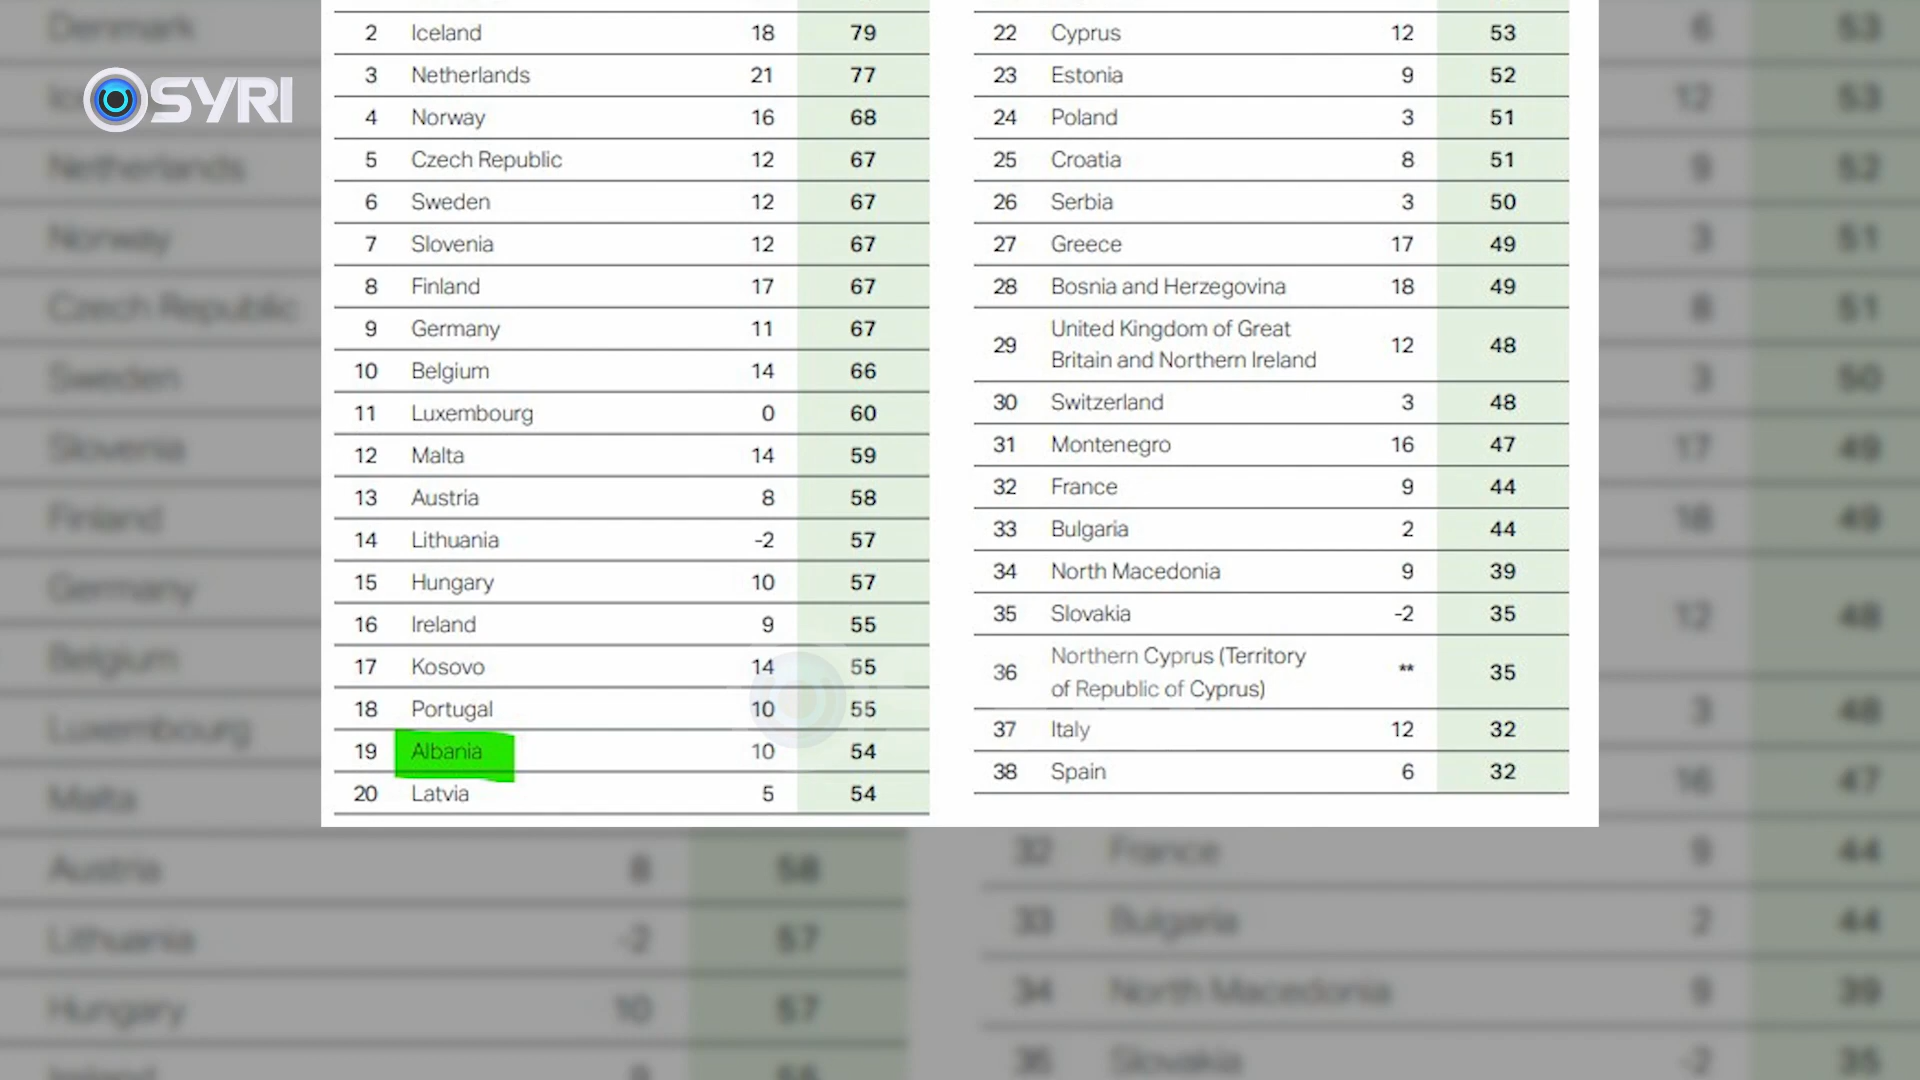 SYRI
2 Iceland 18 79
3 Netherlands 21 77
4 Norway 16 68
5 Czech Republic 12 67
6 Sweden 12 67
7 Slovenia 12 67
8 Finland 17 67
9 Germany 11 67
10 Belgium 14 66
11 Luxembourg 0 60
12 Malta 14 59
13 Austria 8 58
14 Lithuania -2 57
15 Hungary 10 57
16 Ireland 9 55
17 Kosovo 14 55
18 Portugal 10 55
19 Albania 10 54
20 Latvia 5 54
22 Cyprus 12 53
23 Estonia 9 52
24 Poland 3 51
25 Croatia 8 51
26 Serbia 3 50
27 Greece 17 49
28 Bosnia and Herzegovina 18 49
29 United Kingdom of Great
Britain and Northern Ireland 12 48
30 Switzerland 3 48
31 Montenegro 16 47
32 France 9 44
33 Bulgaria 2 44
34 North Macedonia 9 39
35 Slovakia -2 35
36 Northern Cyprus (Territory
of Republic of Cyprus) ** 35
37 Italy 12 32
38 Spain 6 32